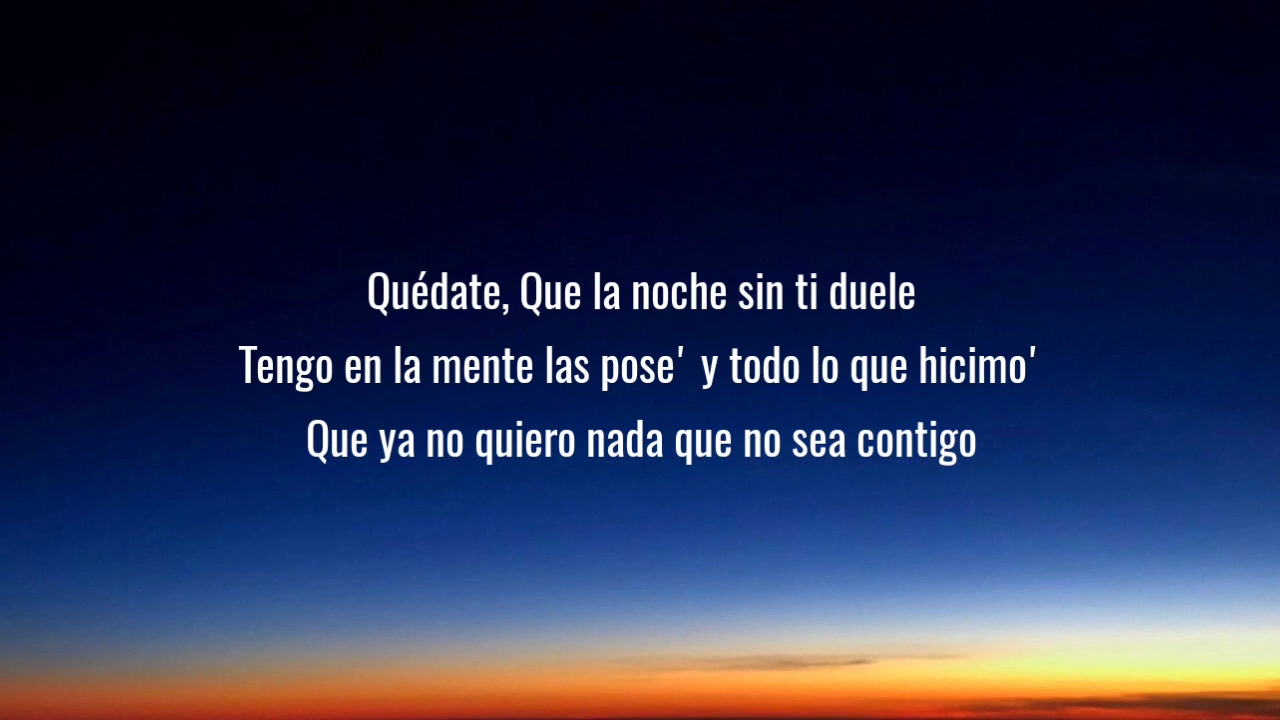 Quédate, Que la noche sin ti duele
Tengo en la mente las pose' y todo lo que hicimo'
Que ya no quiero nada que no sea contigo